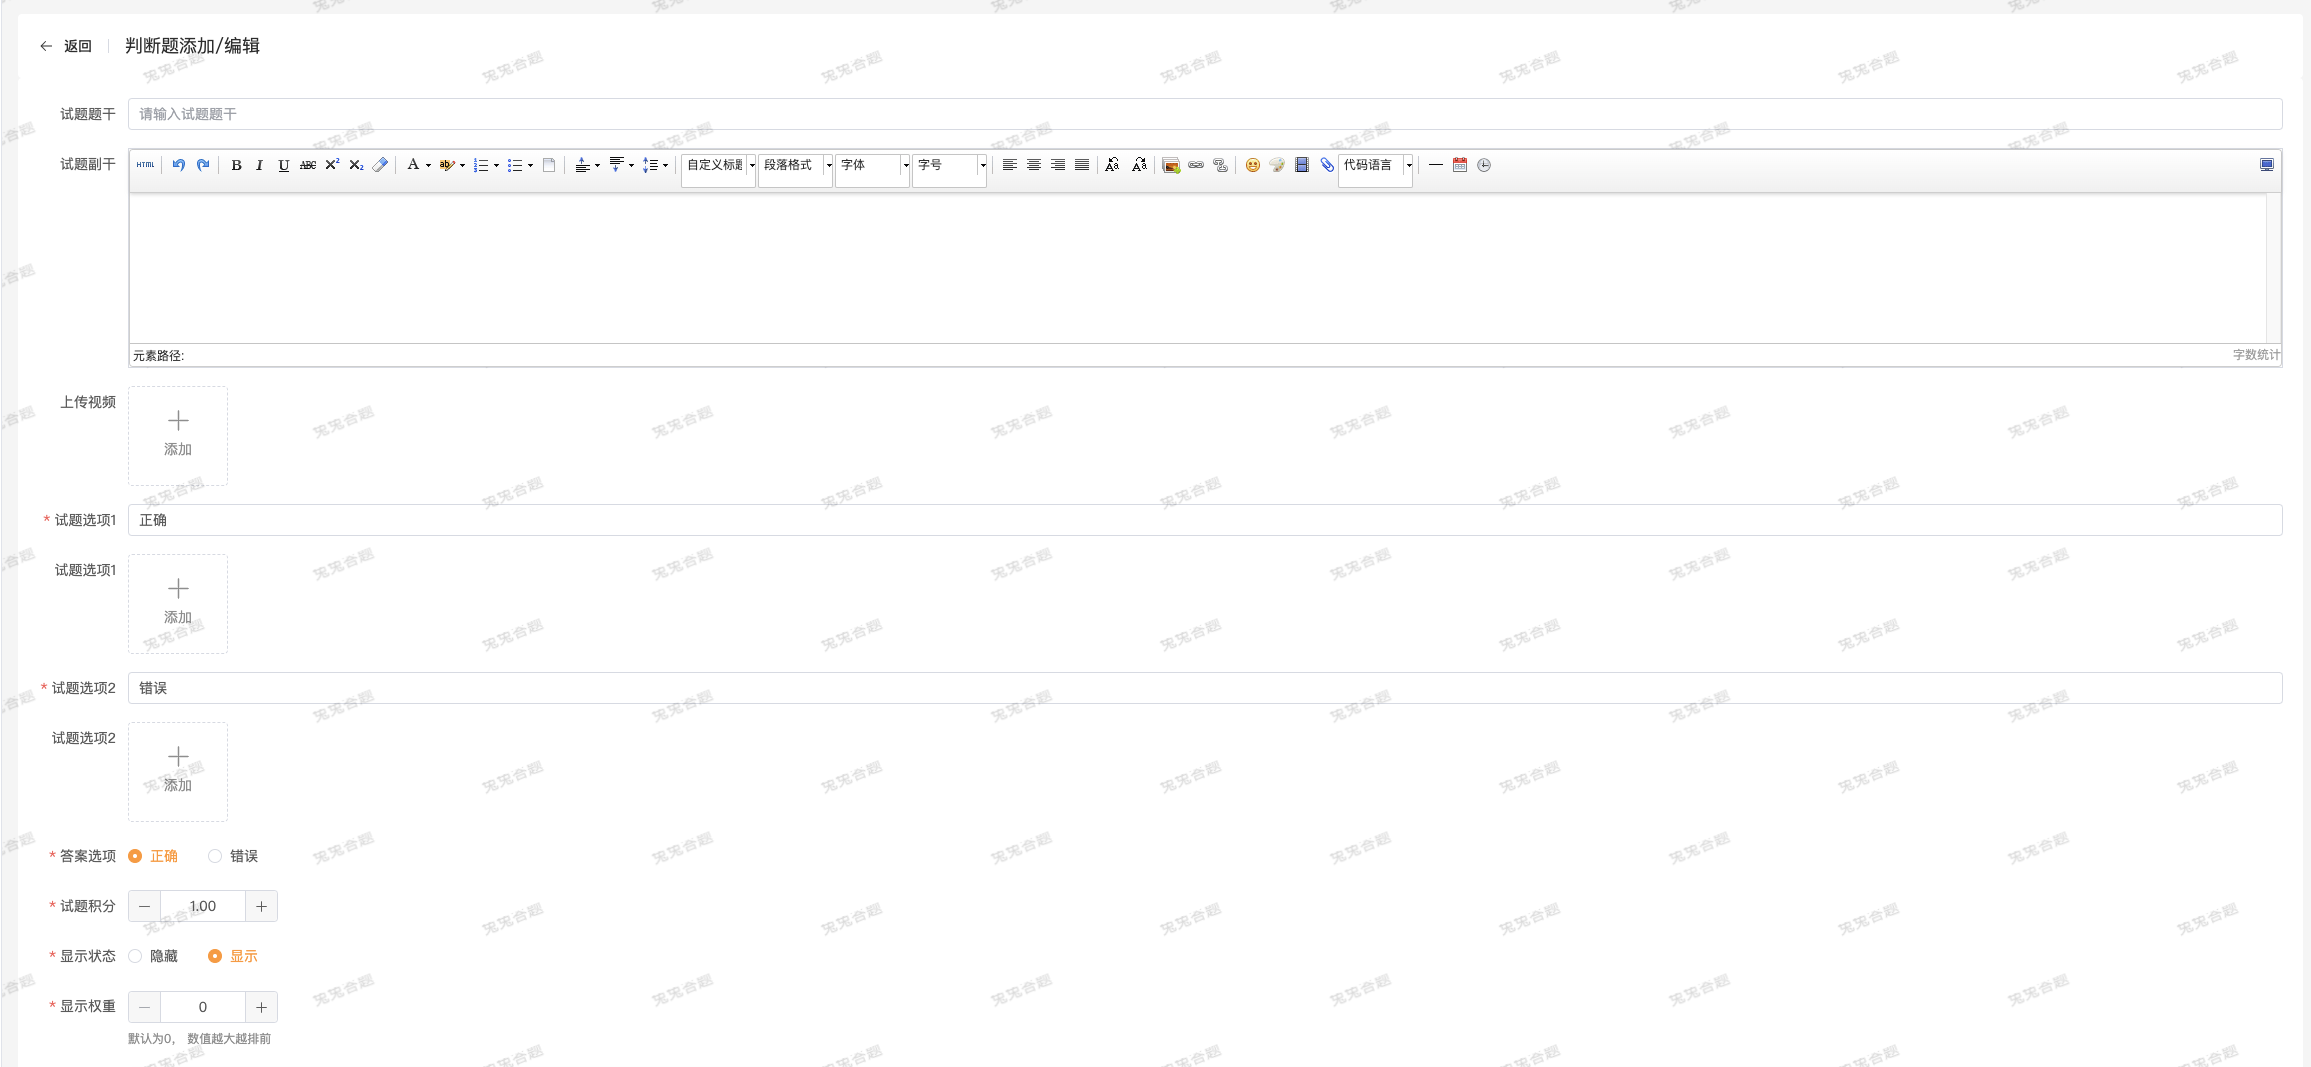 返回 判断题添加/编辑
试题题干 请输入试题题干
试题副干 HTML B I U ABC X² X₂ A ab 自定义标题 段落格式 字体 字号 Aa Aa 代码语言
元素路径: 字数统计
上传视频
添加
* 试题选项1 正确
试题选项1
添加
* 试题选项2 错误
试题选项2
添加
* 答案选项 正确 错误
* 试题积分 1.00
* 显示状态 隐藏 显示
* 显示权重 0
默认为0， 数值越大越排前